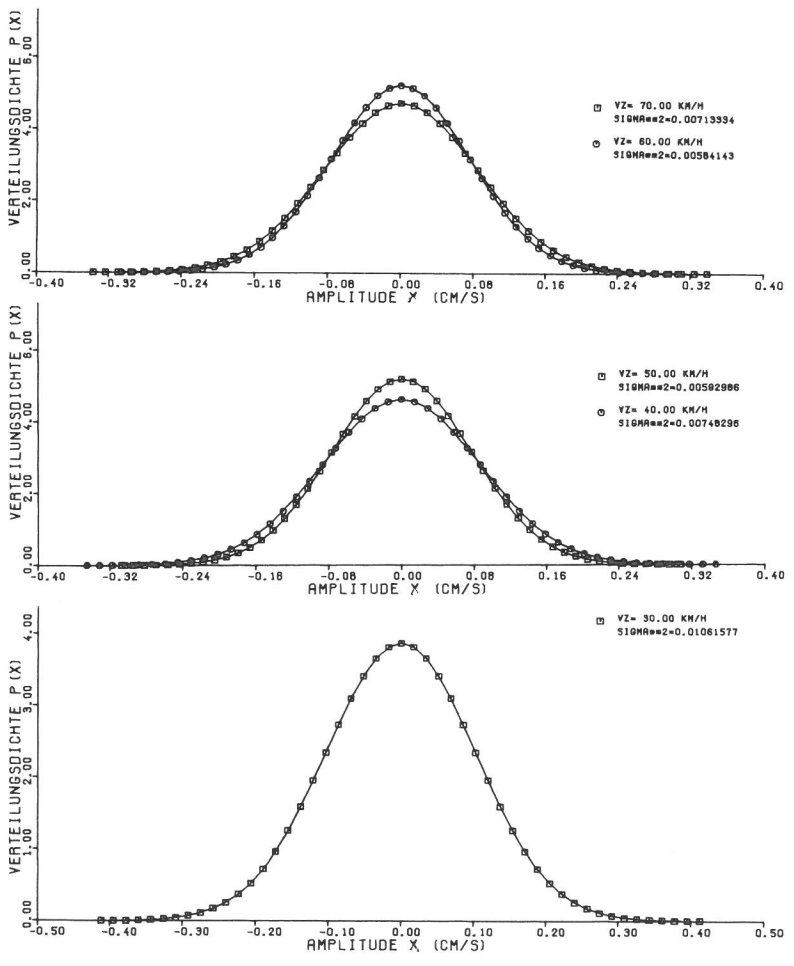 VERTEILUNGSDICHTE P(X)
6.00
4.00
2.00
0.00
VZ= 70.00 KM/H
SIGMA**2=0.00713334
VZ= 60.00 KM/H
SIGMA**2=0.00584143
-0.40 -0.32 -0.24 -0.16 -0.08 0.00 0.08 0.16 0.24 0.32 0.40
AMPLITUDE X (CM/S)
VERTEILUNGSDICHTE P(X)
6.00
4.00
2.00
0.00
VZ= 50.00 KM/H
SIGMA**2=0.00592986
VZ= 40.00 KM/H
SIGMA**2=0.00748296
-0.40 -0.32 -0.24 -0.16 -0.08 0.00 0.08 0.16 0.24 0.32 0.40
AMPLITUDE X (CM/S)
VERTEILUNGSDICHTE P(X)
4.00
3.00
2.00
1.00
0.00
VZ= 30.00 KM/H
SIGMA**2=0.01061577
-0.50 -0.40 -0.30 -0.20 -0.10 0.00 0.10 0.20 0.30 0.40 0.50
AMPLITUDE X (CM/S)